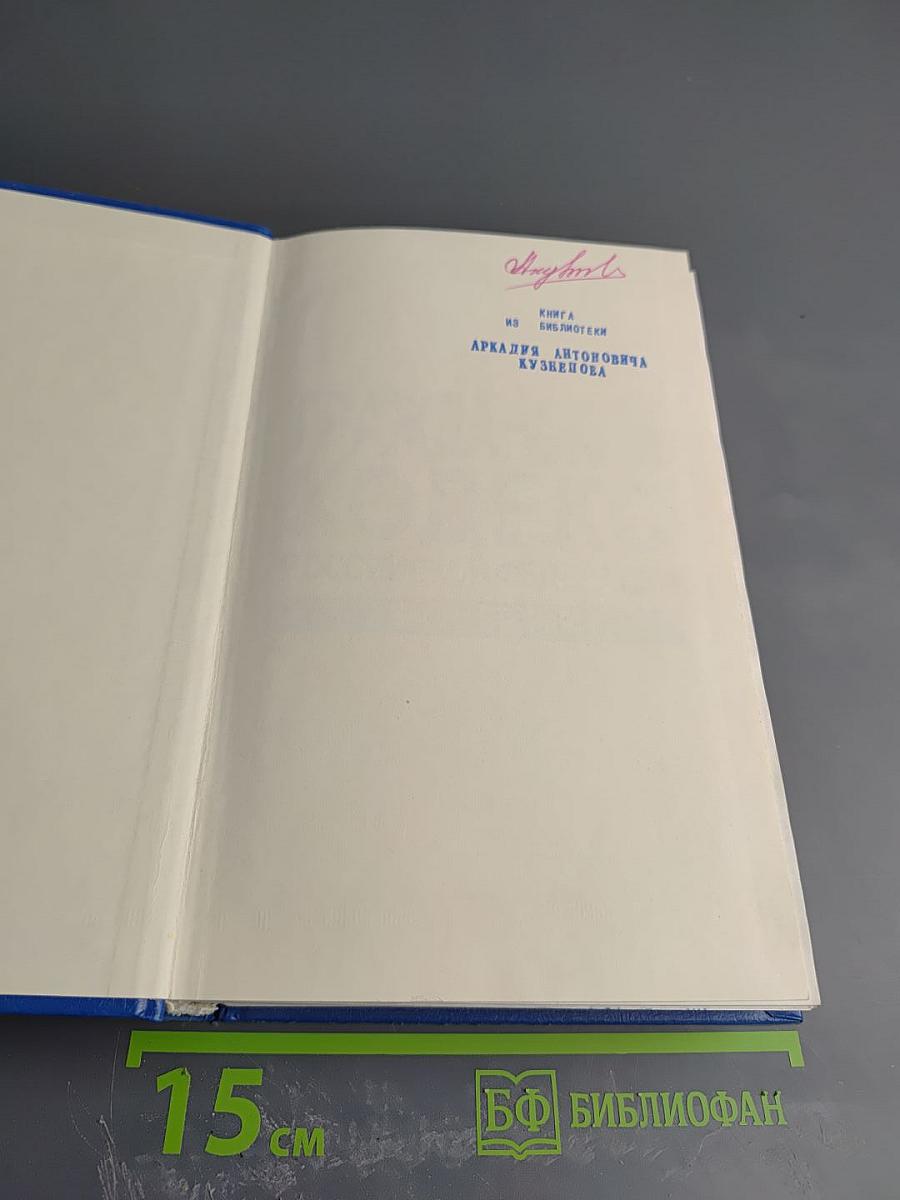 КНИГА
ИЗ БИБЛИОТЕКИ
АРКАДИЯ АНТОНОВИЧА
КУЗНЕЦОВА
15 см
БФ БИБЛИОФАН